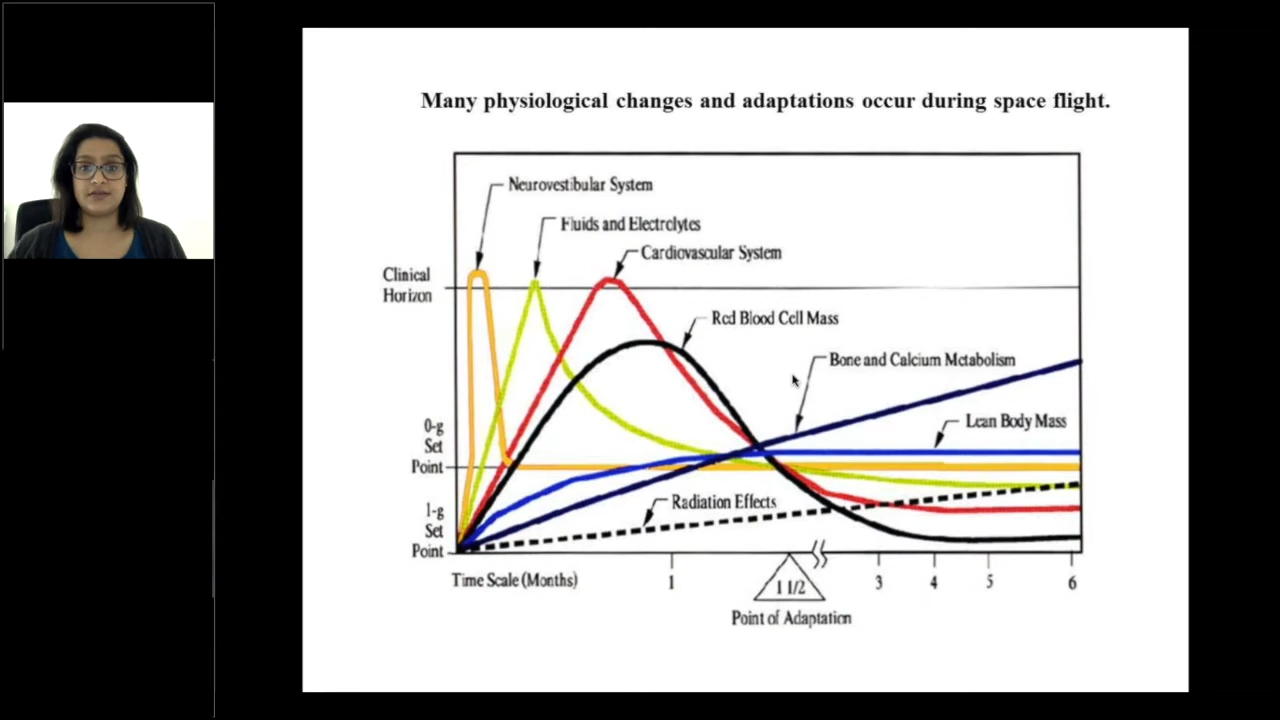 Many physiological changes and adaptations occur during space flight.
Neurovestibular System
Fluids and Electrolytes
Cardiovascular System
Clinical
Horizon
Red Blood Cell Mass
Bone and Calcium Metabolism
0-g
Set
Point
Lean Body Mass
1-g
Set
Point
Radiation Effects
Time Scale (Months)
1
1 1/2
3
4
5
6
Point of Adaptation